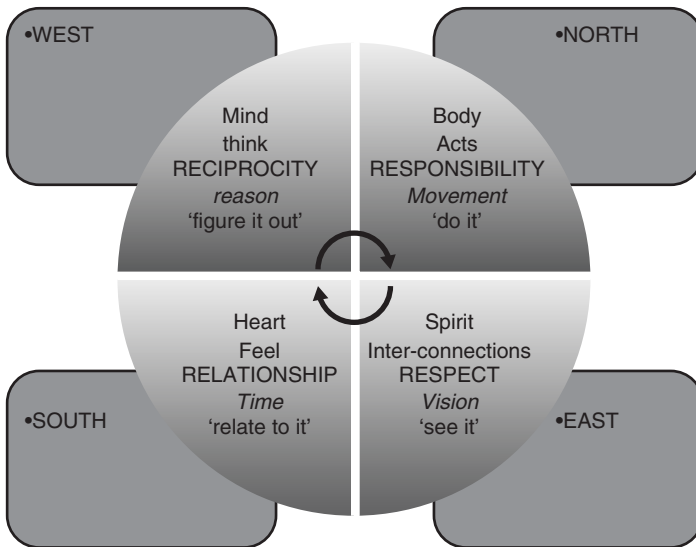 •WEST
Mind
think
RECIPROCITY
reason
‘figure it out’
•NORTH
Body
Acts
RESPONSIBILITY
Movement
‘do it’
•SOUTH
Heart
Feel
RELATIONSHIP
Time
‘relate to it’
•EAST
Spirit
Inter-connections
RESPECT
Vision
‘see it’